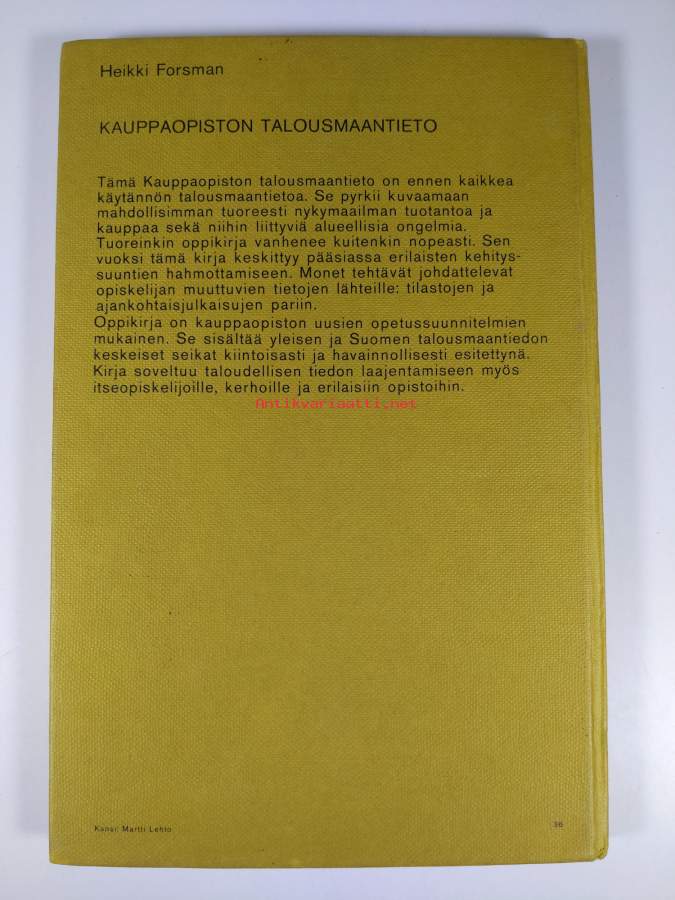 Heikki Forsman
KAUPPAOPISTON TALOUSMAANTIETO
Tämä Kauppaopiston talousmaantieto on ennen kaikkea
käytännön talousmaantietoa. Se pyrkii kuvaamaan
mahdollisimman tuoreesti nykymaailman tuotantoa ja
kauppaa sekä niihin liittyviä alueellisia ongelmia.
Tuoreinkin oppikirja vanhenee kuitenkin nopeasti. Sen
vuoksi tämä kirja keskittyy pääsiassa erilaisten kehitys-
suuntien hahmottamiseen. Monet tehtävät johdattelevat
opiskelijan muuttuvien tietojen lähteille: tilastojen ja
ajankohtaisjulkaisujen pariin.
Oppikirja on kauppaopiston uusien opetussuunnitelmien
mukainen. Se sisältää yleisen ja Suomen talousmaantiedon
keskeiset seikat kiintoisasti ja havainnollisesti esitettynä.
Kirja soveltuu taloudellisen tiedon laajentamiseen myös
itseopiskelijoille, kerhoille ja erilaisiin opistoihin.
Antikvariaatti.net
Kansi: Martti Lehto
36